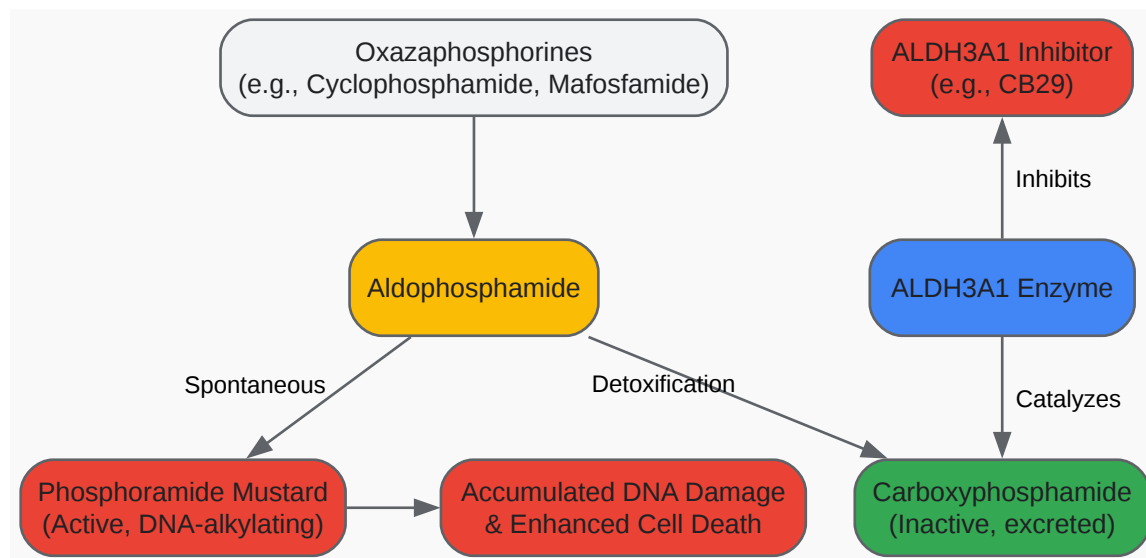 Oxazaphosphorines
(e.g., Cyclophosphamide, Mafosfamide)
ALDH3A1 Inhibitor
(e.g., CB29)
Inhibits
Aldophosphamide
ALDH3A1 Enzyme
Spontaneous
Detoxification
Catalyzes
Phosphoramide Mustard
(Active, DNA-alkylating)
Accumulated DNA Damage
& Enhanced Cell Death
Carboxyphosphamide
(Inactive, excreted)